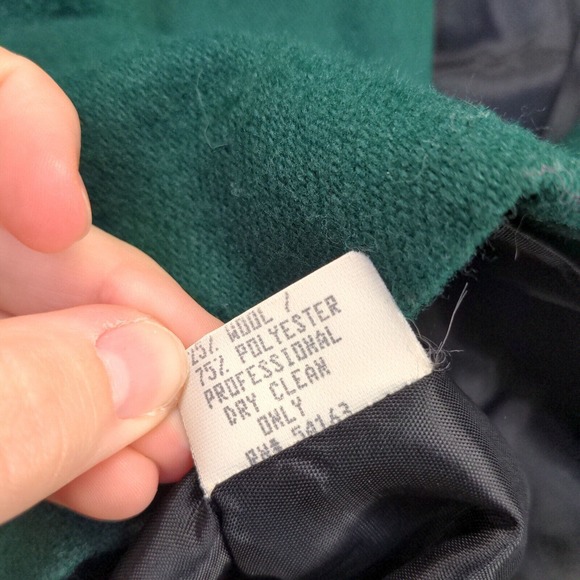 25% WOOL /
75% POLYESTER
PROFESSIONAL
DRY CLEAN
ONLY
RN# 54163